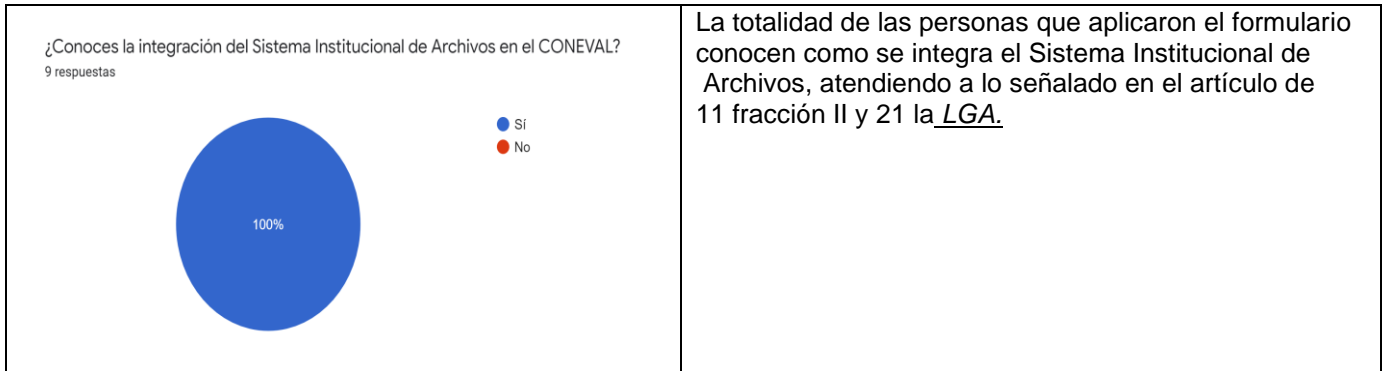 ¿Conoces la integración del Sistema Institucional de Archivos en el CONEVAL?
9 respuestas
Sí
No
100%
La totalidad de las personas que aplicaron el formulario
conocen como se integra el Sistema Institucional de
Archivos, atendiendo a lo señalado en el artículo de
11 fracción II y 21 la LGA.